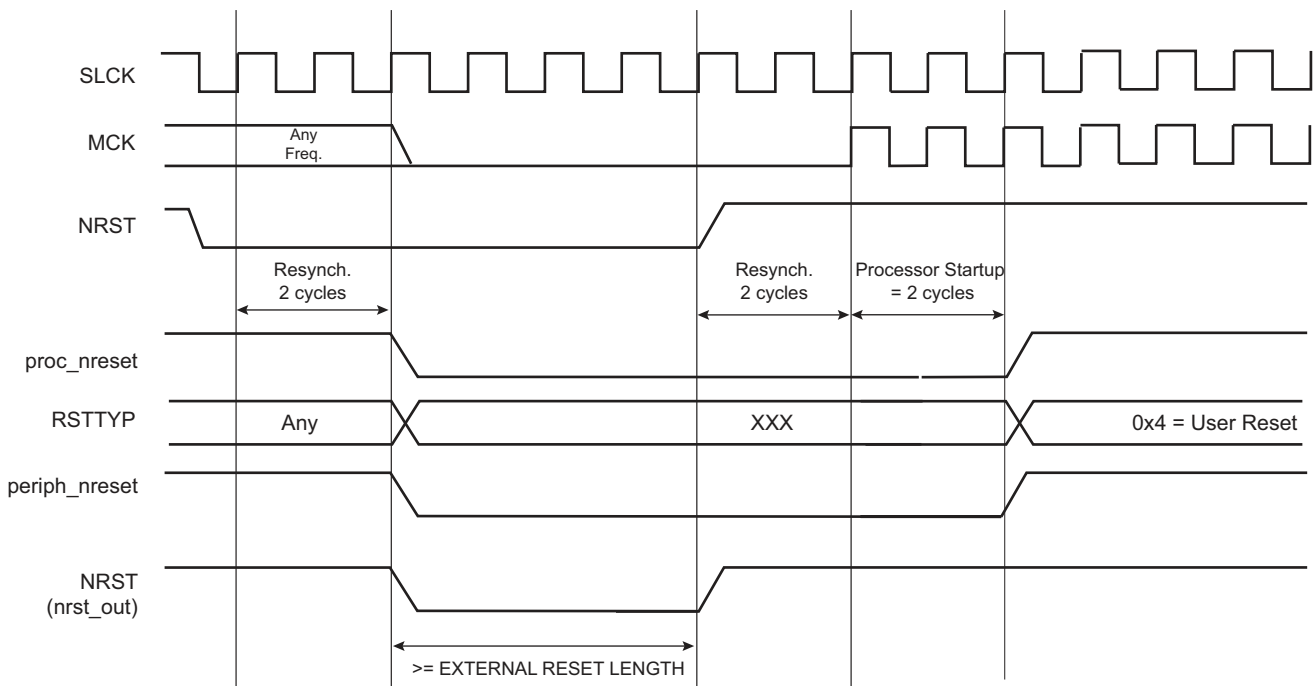 SLCK
MCK
Any
Freq.
NRST
Resynch.
2 cycles
Resynch.
2 cycles
Processor Startup
= 2 cycles
proc_nreset
RSTTYP
Any
XXX
0x4 = User Reset
periph_nreset
NRST
(nrst_out)
>= EXTERNAL RESET LENGTH